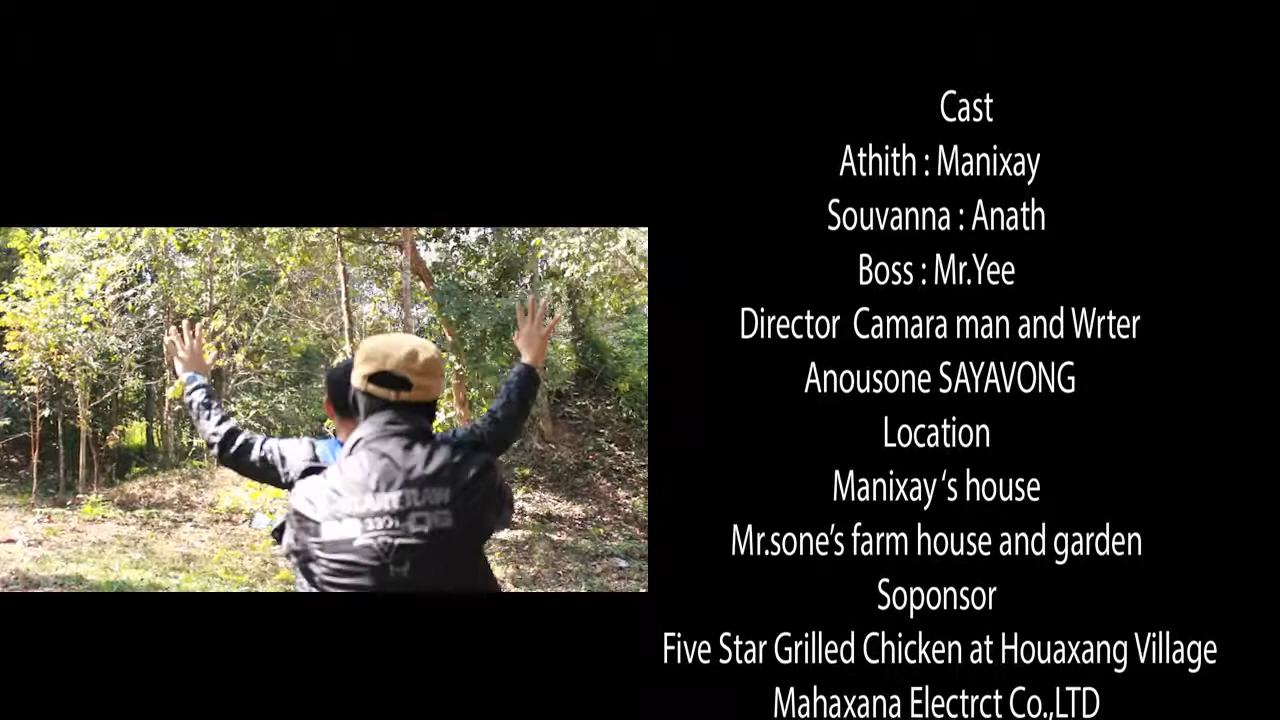 Cast
Athith : Manixay
Souvanna : Anath
Boss : Mr.Yee
Director Camara man and Wrter
Anousone SAYAVONG
Location
Manixay 's house
Mr.sone's farm house and garden
Soponsor
Five Star Grilled Chicken at Houaxang Village
Mahaxana Electrct Co.,LTD